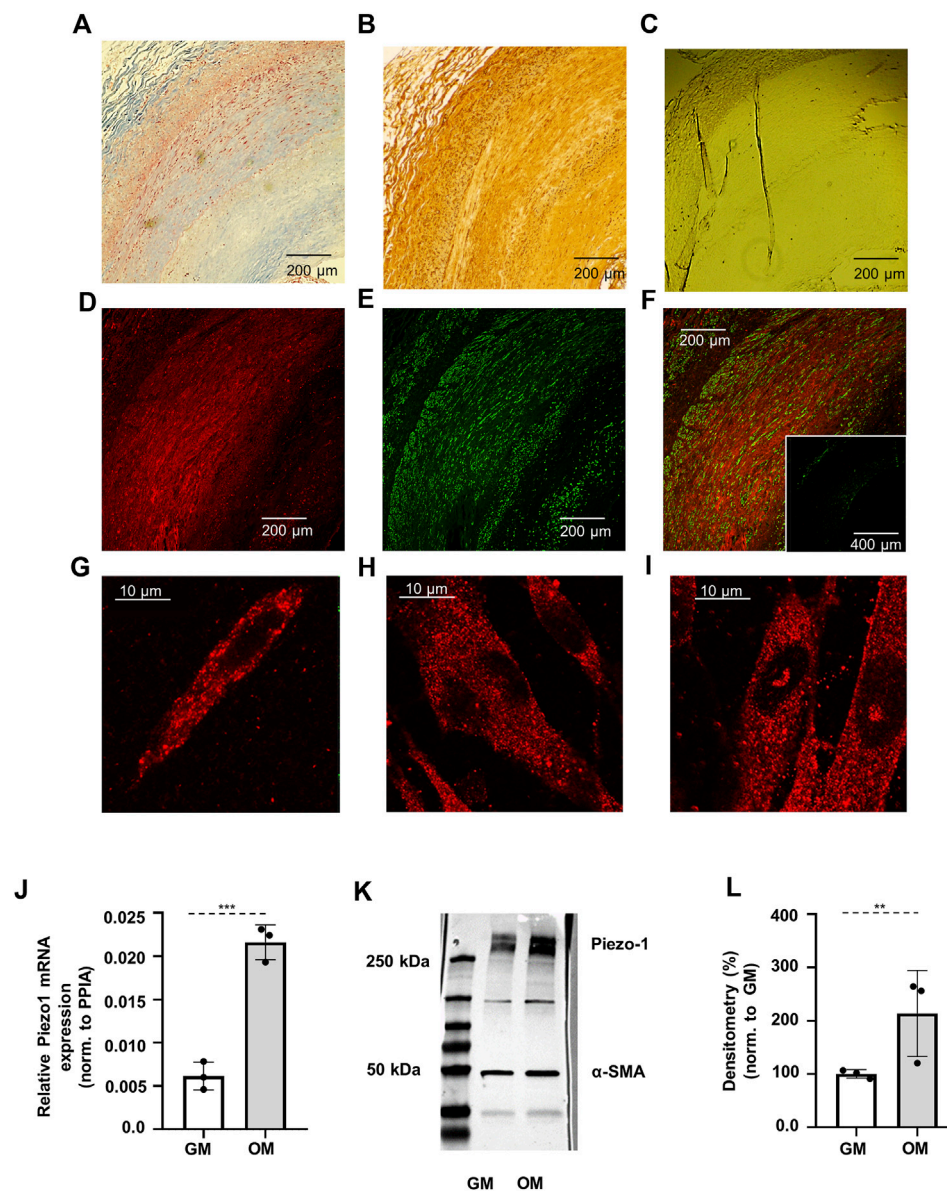 A
B
C
200 µm
200 µm
200 µm
D
E
F
200 µm
200 µm
200 µm
400 µm
G
H
I
10 µm
10 µm
10 µm
J
K
L
Relative Piezo1 mRNA
expression
(norm. to PPIA)
0.025
0.020
0.015
0.010
0.005
0.0
***
GM
OM
250 kDa
50 kDa
Piezo-1
α-SMA
GM
OM
Densitometry (%)
(norm. to GM)
400
300
200
100
0.0
**
GM
OM